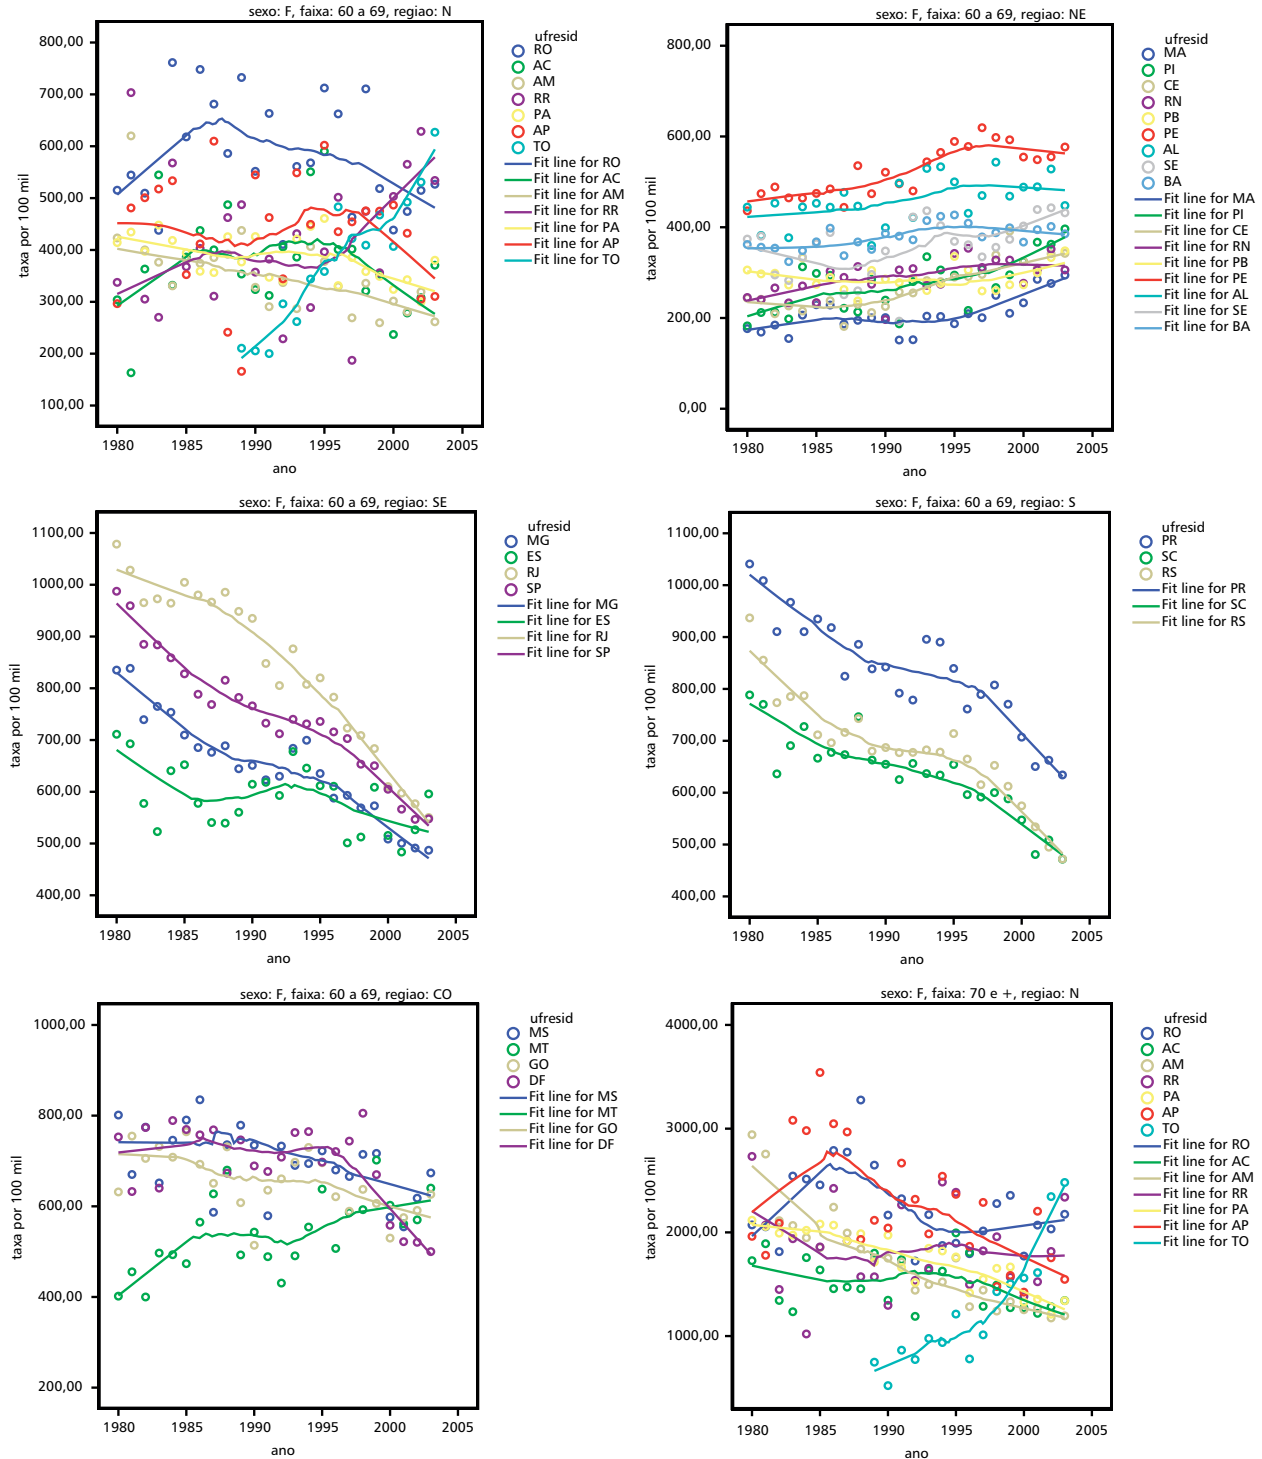 sexo: F, faixa: 60 a 69, regiao: N
800,00
700,00
600,00
500,00
400,00
300,00
200,00
100,00
taxa por 100 mil
1980 1985 1990 1995 2000 2005
ano
ufresid
RO
AC
AM
RR
PA
AP
TO
Fit line for RO
Fit line for AC
Fit line for AM
Fit line for RR
Fit line for PA
Fit line for AP
Fit line for TO
sexo: F, faixa: 60 a 69, regiao: NE
800,00
600,00
400,00
200,00
0,00
taxa por 100 mil
1980 1985 1990 1995 2000 2005
ano
ufresid
MA
PI
CE
RN
PB
PE
AL
SE
BA
Fit line for MA
Fit line for PI
Fit line for CE
Fit line for RN
Fit line for PB
Fit line for PE
Fit line for AL
Fit line for SE
Fit line for BA
sexo: F, faixa: 60 a 69, regiao: SE
1100,00
1000,00
900,00
800,00
700,00
600,00
500,00
400,00
taxa por 100 mil
1980 1985 1990 1995 2000 2005
ano
ufresid
MG
ES
RJ
SP
Fit line for MG
Fit line for ES
Fit line for RJ
Fit line for SP
sexo: F, faixa: 60 a 69, regiao: S
1100,00
1000,00
900,00
800,00
700,00
600,00
500,00
400,00
taxa por 100 mil
1980 1985 1990 1995 2000 2005
ano
ufresid
PR
SC
RS
Fit line for PR
Fit line for SC
Fit line for RS
sexo: F, faixa: 60 a 69, regiao: CO
1000,00
800,00
600,00
400,00
200,00
taxa por 100 mil
1980 1985 1990 1995 2000 2005
ano
ufresid
MS
MT
GO
DF
Fit line for MS
Fit line for MT
Fit line for GO
Fit line for DF
sexo: F, faixa: 70 e +, regiao: N
4000,00
3000,00
2000,00
1000,00
taxa por 100 mil
1980 1985 1990 1995 2000 2005
ano
ufresid
RO
AC
AM
RR
PA
AP
TO
Fit line for RO
Fit line for AC
Fit line for AM
Fit line for RR
Fit line for PA
Fit line for AP
Fit line for TO